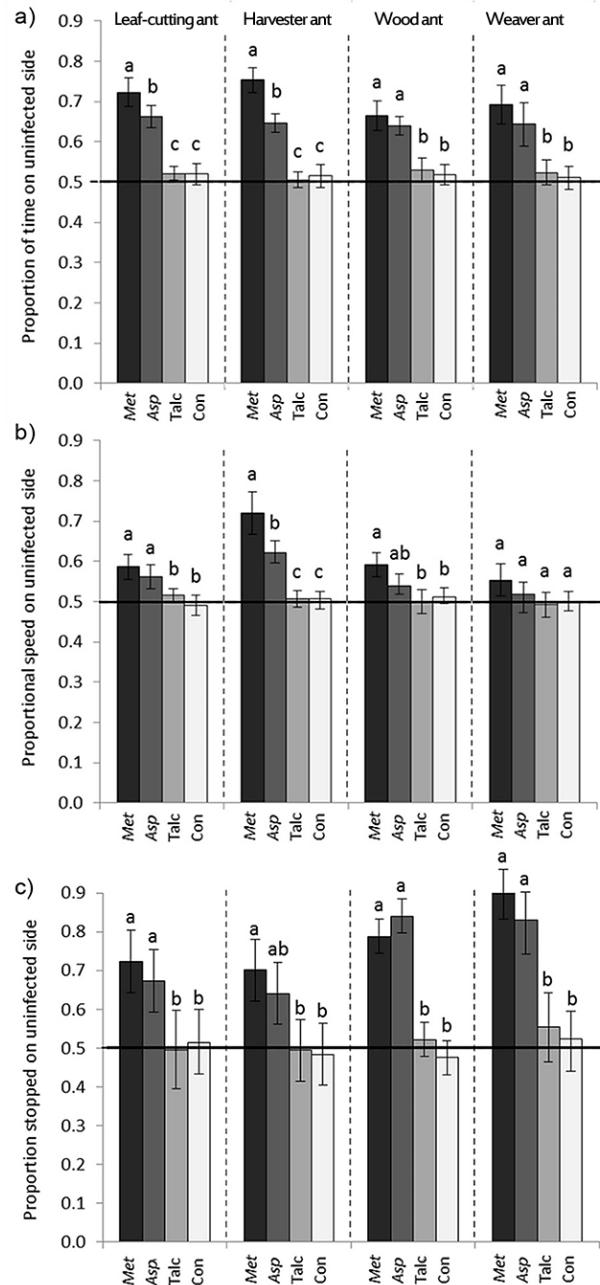 a)
Leaf-cutting ant Harvester ant Wood ant Weaver ant
Proportion of time on uninfected side
0.9
0.8
0.7
0.6
0.5
0.4
0.3
0.2
0.1
0.0
a b c c a b c c a a b b a a b b
Met Asp Talc Con Met Asp Talc Con Met Asp Talc Con Met Asp Talc Con
b)
Proportional speed on uninfected side
0.9
0.8
0.7
0.6
0.5
0.4
0.3
0.2
0.1
0.0
a a b b a b c c a ab b b a a a a
Met Asp Talc Con Met Asp Talc Con Met Asp Talc Con Met Asp Talc Con
c)
Proportion stopped on uninfected side
0.9
0.8
0.7
0.6
0.5
0.4
0.3
0.2
0.1
0.0
a a b b a ab b b a a b b a a b b
Met Asp Talc Con Met Asp Talc Con Met Asp Talc Con Met Asp Talc Con